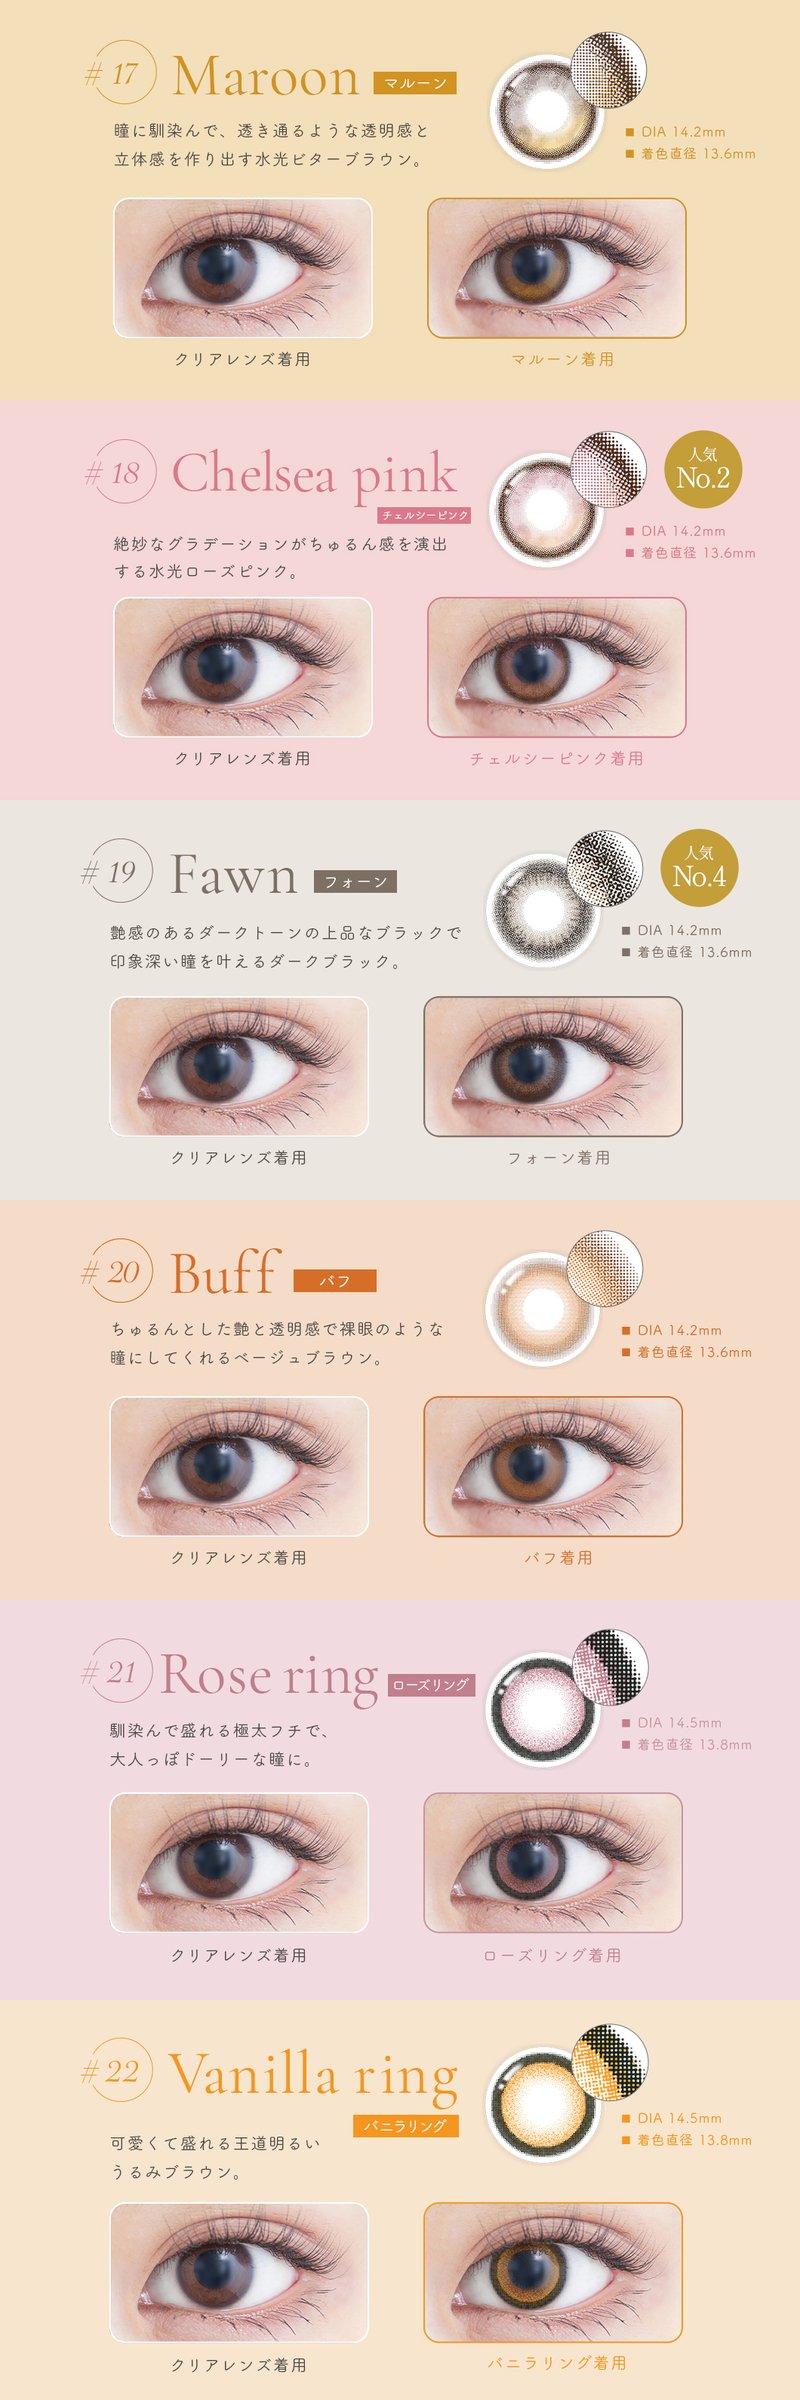 #17
Maroon
マルーン
瞳に馴染んで、透き通るような透明感と
立体感を作り出す水光ビターブラウン。
■ DIA 14.2mm
■ 着色直径 13.6mm
クリアレンズ着用
マルーン着用
#18
Chelsea pink
チェルシーピンク
人気
No.2
絶妙なグラデーションがちゅるん感を演出
する水光ローズピンク。
■ DIA 14.2mm
■ 着色直径 13.6mm
クリアレンズ着用
チェルシーピンク着用
#19
Fawn
フォーン
人気
No.4
艶感のあるダークトーンの上品なブラックで
印象深い瞳を叶えるダークブラック。
■ DIA 14.2mm
■ 着色直径 13.6mm
クリアレンズ着用
フォーン着用
#20
Buff
バフ
ちゅるんとした艶と透明感で裸眼のような
瞳にしてくれるベージュブラウン。
■ DIA 14.2mm
■ 着色直径 13.6mm
クリアレンズ着用
バフ着用
#21
Rose ring
ローズリング
馴染んで盛れる極太フチで、
大人っぽドーリーな瞳に。
■ DIA 14.5mm
■ 着色直径 13.8mm
クリアレンズ着用
ローズリング着用
#22
Vanilla ring
バニラリング
可愛くて盛れる王道明るい
うるみブラウン。
■ DIA 14.5mm
■ 着色直径 13.8mm
クリアレンズ着用
バニラリング着用